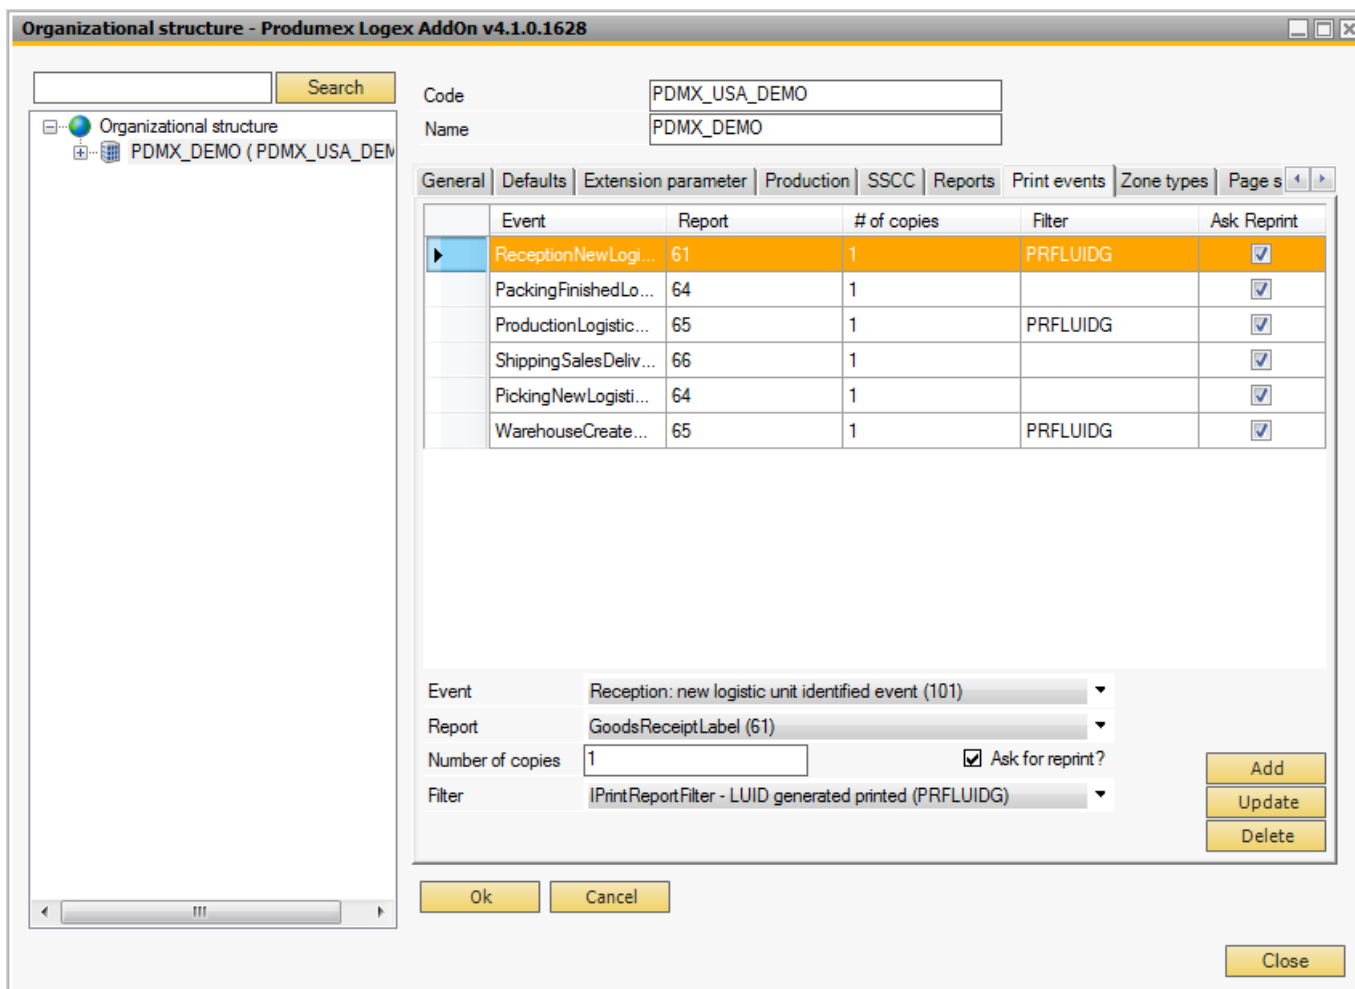 Organizational structure - Produmex Logex AddOn v4.1.0.1628
Search
Organizational structure
PDMX_DEMO ( PDMX_USA_DEM
Code PDMX_USA_DEMO
Name PDMX_DEMO
General Defaults Extension parameter Production SSCC Reports Print events Zone types Page s
Event Report # of copies Filter Ask Reprint
ReceptionNewLogi... 61 1 PRFLUIDG
PackingFinishedLo... 64 1
ProductionLogistic... 65 1 PRFLUIDG
ShippingSalesDeliv... 66 1
PickingNewLogisti... 64 1
WarehouseCreate... 65 1 PRFLUIDG
Event Reception: new logistic unit identified event (101)
Report GoodsReceiptLabel (61)
Number of copies 1 Ask for reprint?
Filter IPrintReportFilter - LUID generated printed (PRFLUIDG)
Add
Update
Delete
Ok Cancel
Close